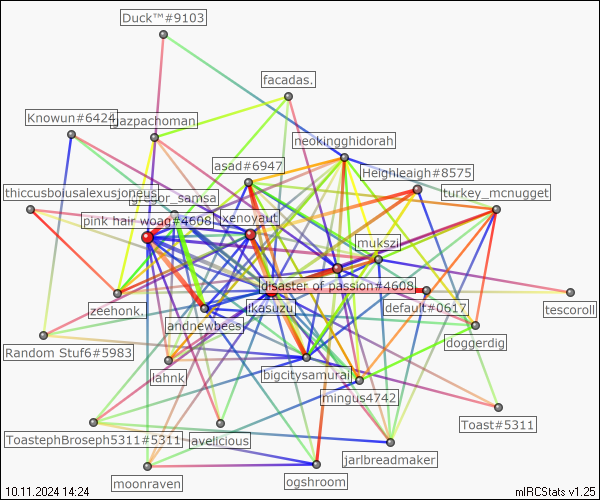 Duck™#9103
facadas.
Knowun#6424
gazpachoman
neokingghidorah
asad#6947
Heighleaigh#8575
thiccusboiusalexusjoneus
gregor_samsa
turkey_mcnugget
pink hair woag#4608
xenoyaut
mukszi
disaster of passion#4608
zeehonk.
ikasuzu
default#0617
tescoroll
andnewbees
doggerdig
Random Stuf6#5983
lahnk
bigcitysamurai
mingus4742
Toast#5311
ToastephBroseph5311#5311
avelicious
jarlbreadmaker
moonraven
ogshroom
10.11.2024 14:24
mIRCStats v1.25